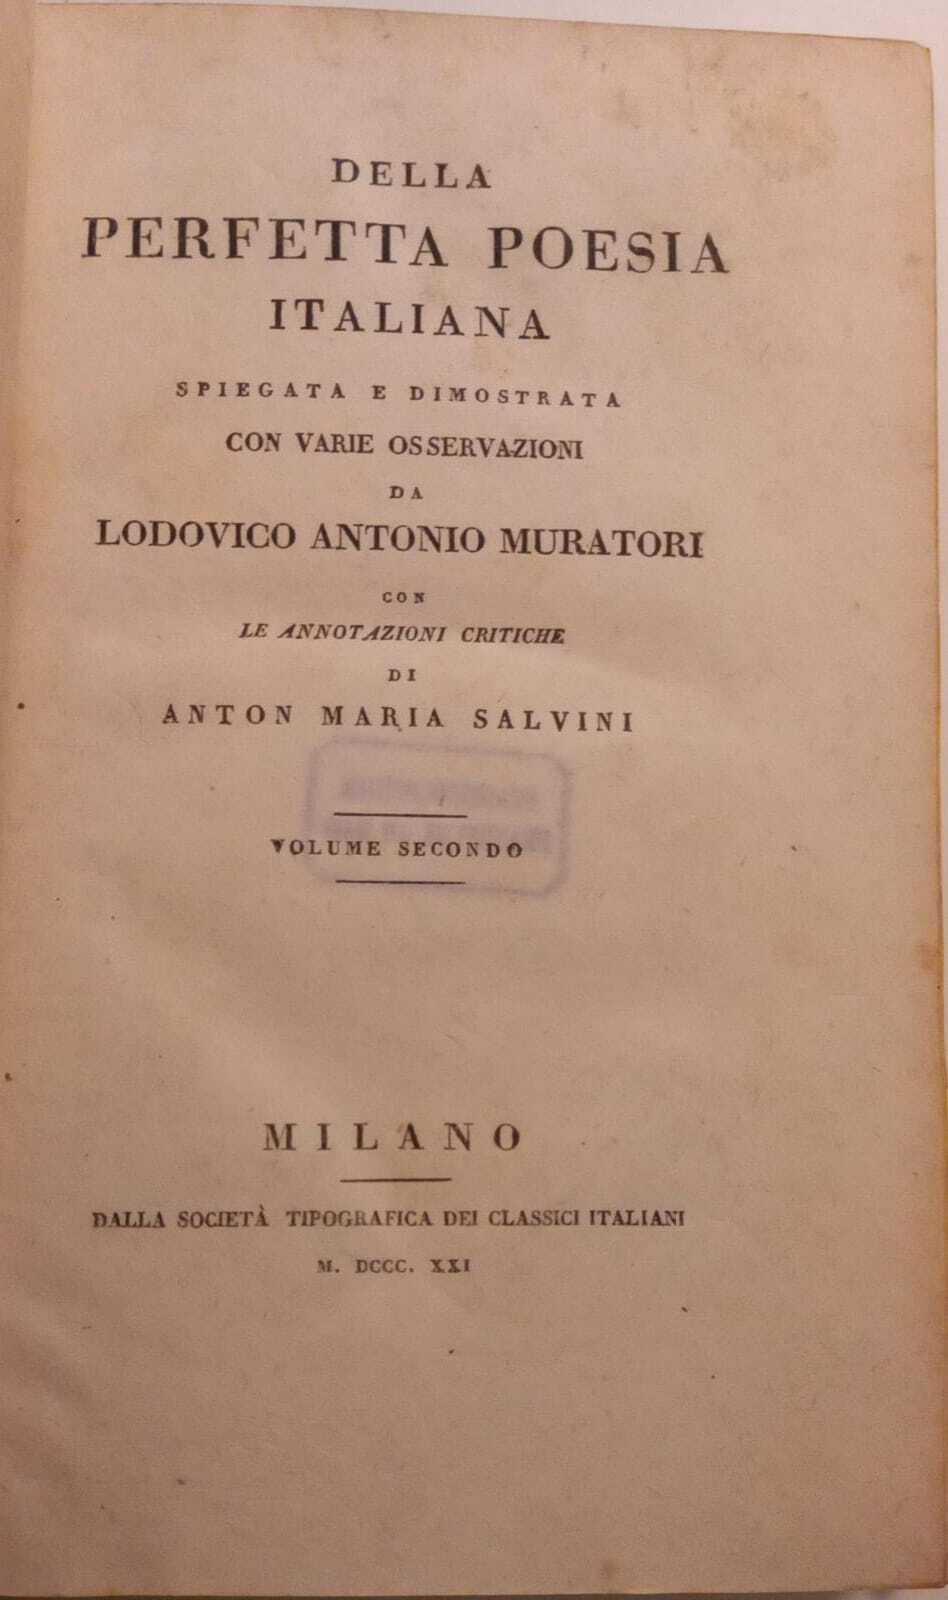 DELLA
PERFETTA POESIA
ITALIANA
SPIEGATA E DIMOSTRATA
CON VARIE OSSERVAZIONI
DA
LODOVICO ANTONIO MURATORI
CON
LE ANNOTAZIONI CRITICHE
DI
ANTON MARIA SALVINI
VOLUME SECONDO
MILANO
DALLA SOCIETÀ TIPOGRAFICA DEI CLASSICI ITALIANI
M. DCCC. XXI